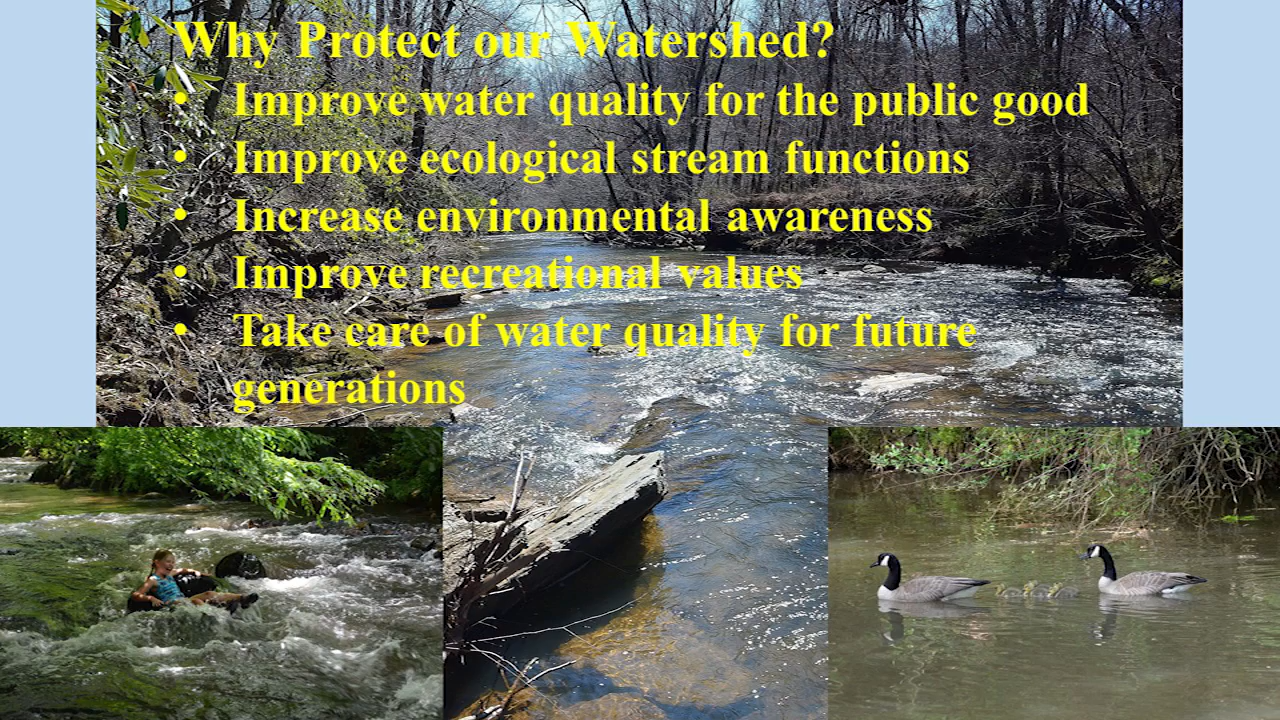 Why Protect our Watershed?
• Improve water quality for the public good
• Improve ecological stream functions
• Increase environmental awareness
• Improve recreational values
• Take care of water quality for future
generations